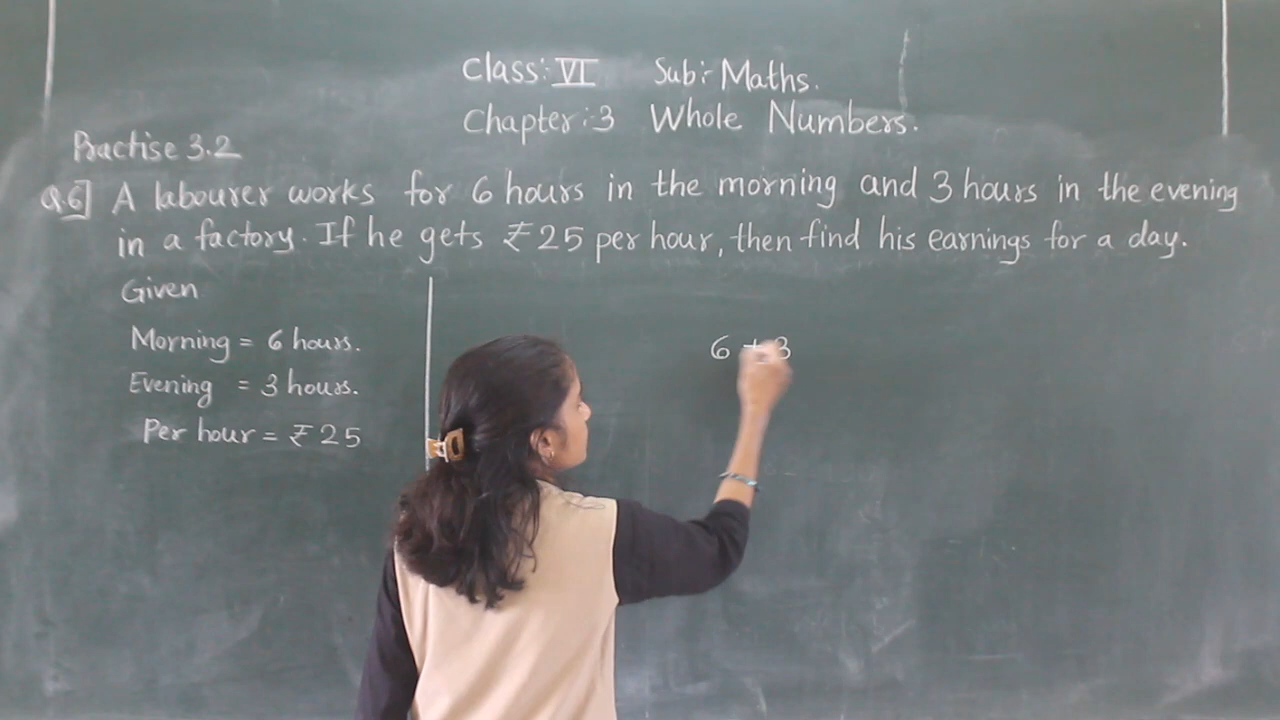 Class:- VI Sub:- Maths.
Chapter:-3 Whole Numbers.
Practise 3.2
Q.6] A labourer works for 6 hours in the morning and 3 hours in the evening
in a factory. If he gets ₹25 per hour, then find his earnings for a day.
Given
Morning = 6 hours.
Evening = 3 hours.
Per hour = ₹25
6 + 3